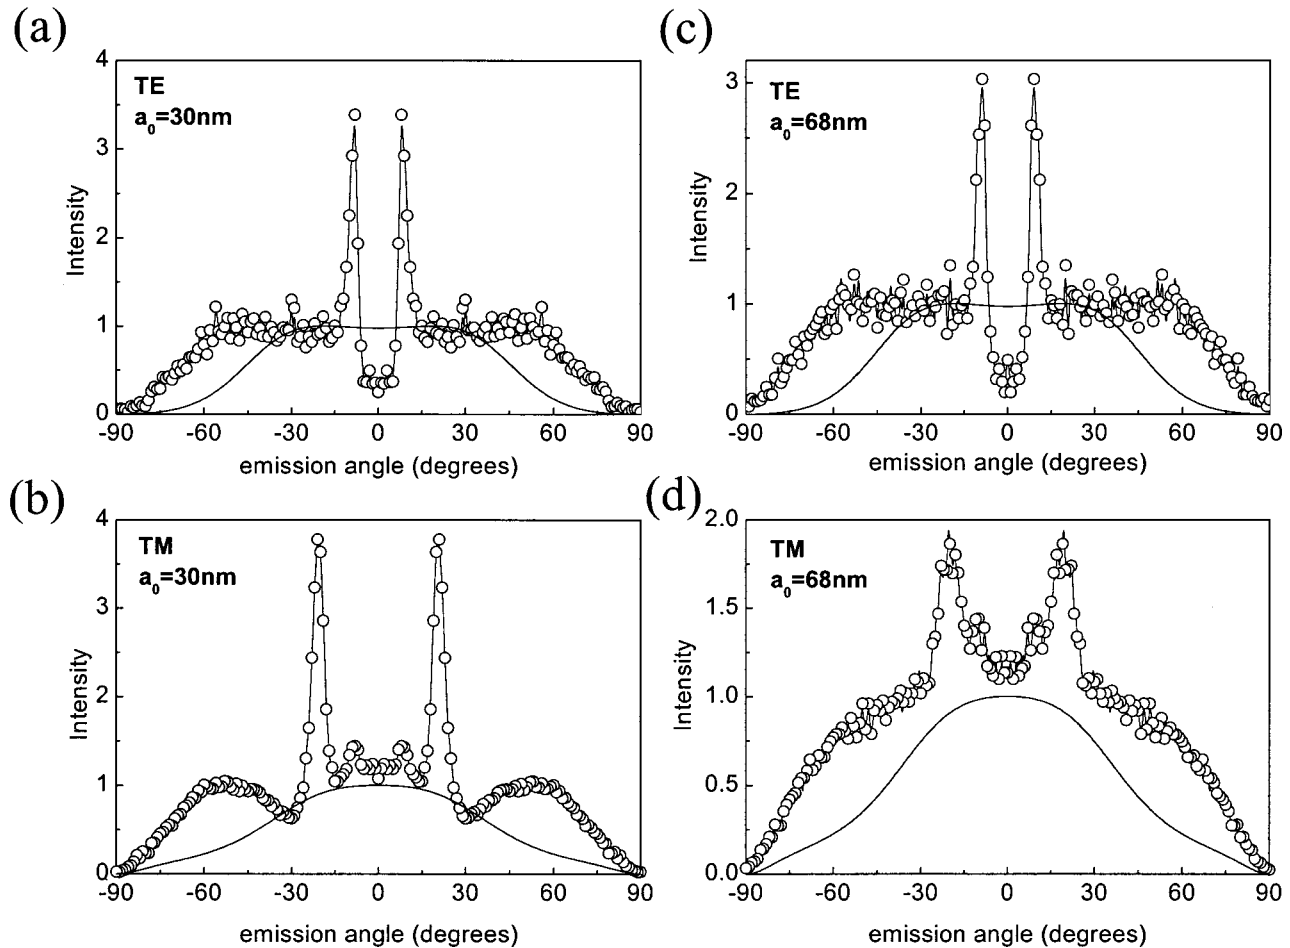 (a)
TE
a0=30nm
4
3
2
1
0
Intensity
-90 -60 -30 0 30 60 90
emission angle (degrees)
(c)
TE
a0=68nm
3
2
1
0
Intensity
-90 -60 -30 0 30 60 90
emission angle (degrees)
(b)
TM
a0=30nm
4
3
2
1
0
Intensity
-90 -60 -30 0 30 60 90
emission angle (degrees)
(d)
TM
a0=68nm
2.0
1.5
1.0
0.5
0.0
Intensity
-90 -60 -30 0 30 60 90
emission angle (degrees)